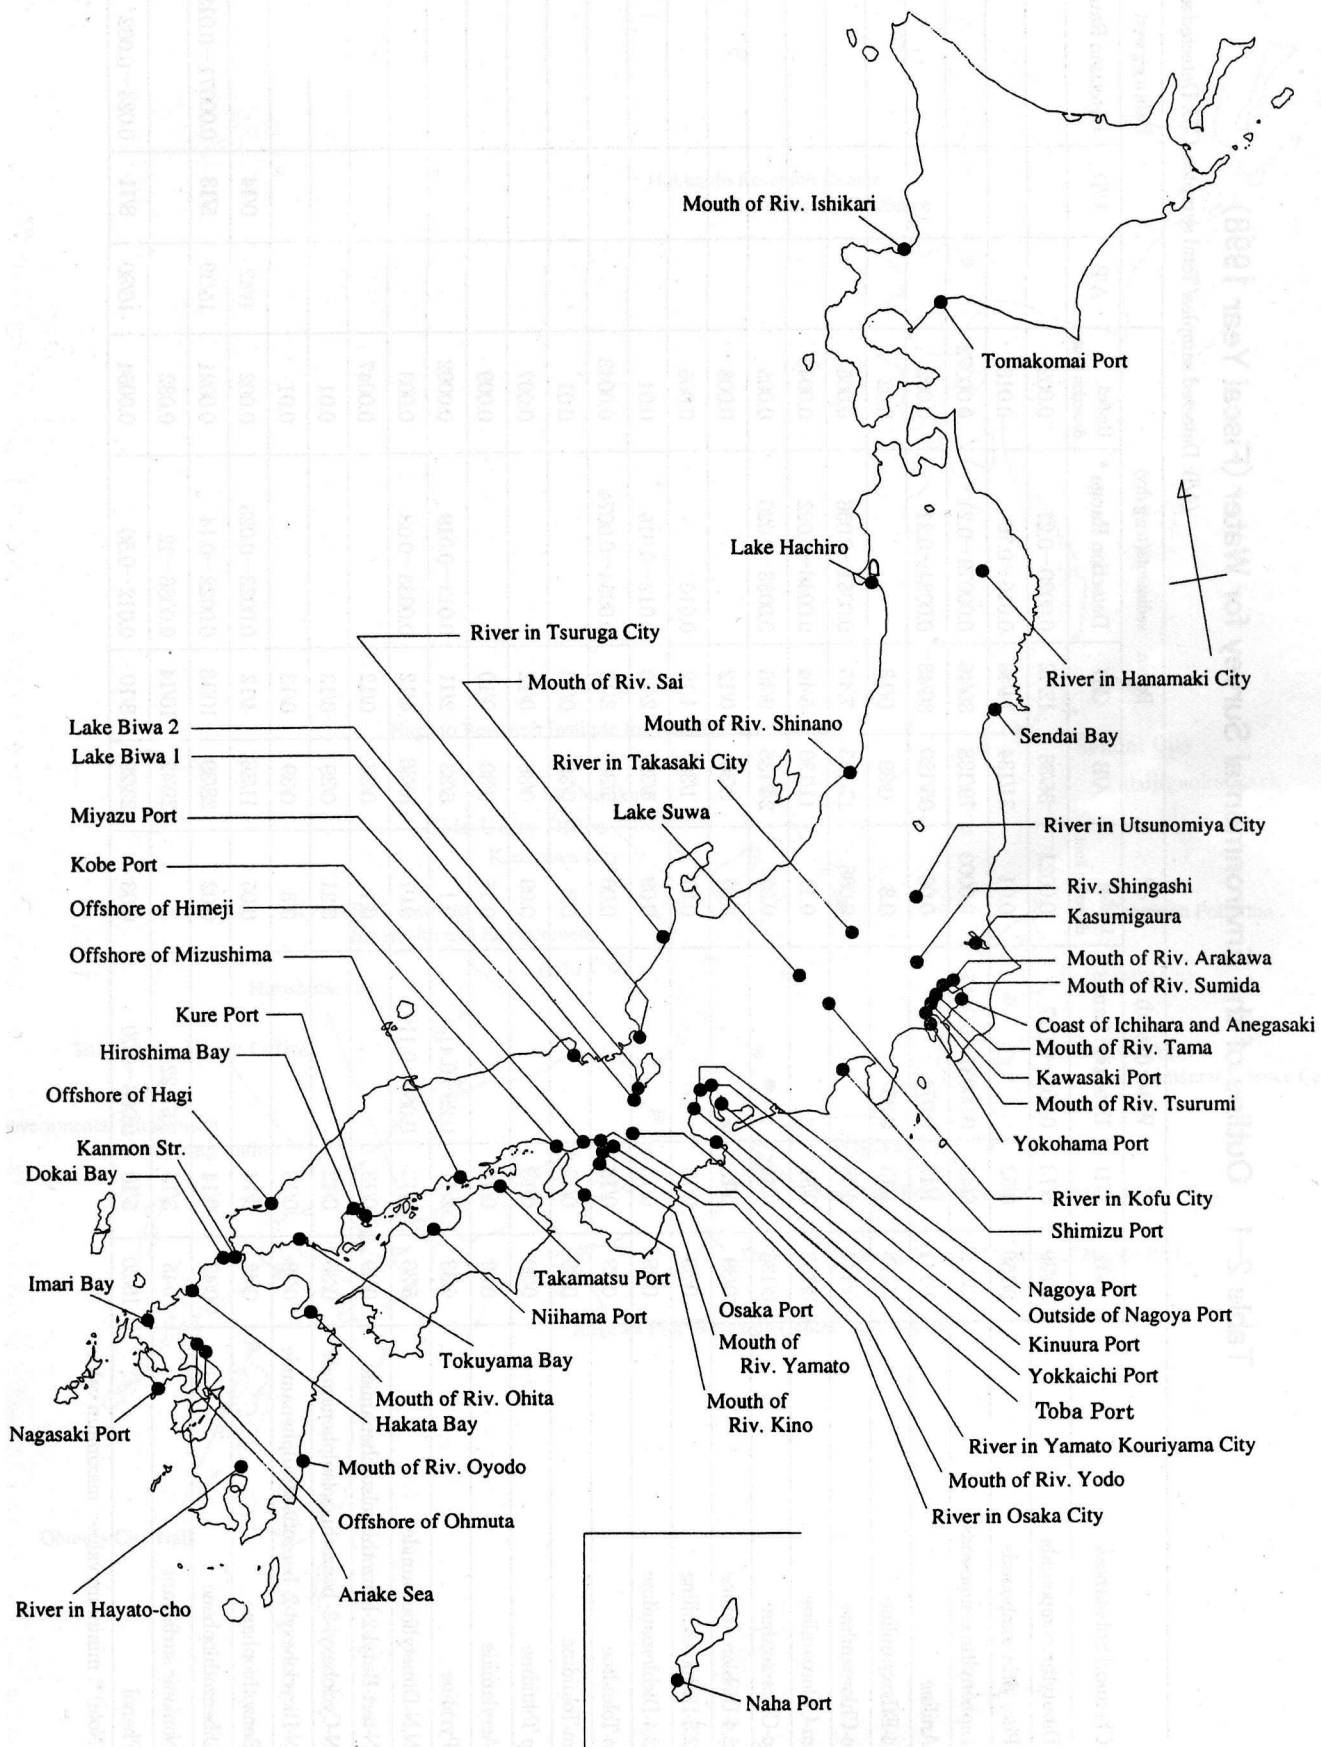 Mouth of Riv. Ishikari
Tomakomai Port
Lake Hachiro
River in Hanamaki City
Sendai Bay
River in Tsuruga City
Mouth of Riv. Sai
Mouth of Riv. Shinano
River in Takasaki City
Lake Suwa
River in Utsunomiya City
Riv. Shingashi
Kasumigaura
Mouth of Riv. Arakawa
Mouth of Riv. Sumida
Coast of Ichihara and Anegasaki
Mouth of Riv. Tama
Kawasaki Port
Mouth of Riv. Tsurumi
Yokohama Port
River in Kofu City
Shimizu Port
Lake Biwa 2
Lake Biwa 1
Miyazu Port
Kobe Port
Offshore of Himeji
Offshore of Mizushima
Kure Port
Hiroshima Bay
Offshore of Hagi
Kanmon Str.
Dokai Bay
Imari Bay
Nagasaki Port
River in Hayato-cho
Takamatsu Port
Niihama Port
Tokuyama Bay
Mouth of Riv. Ohita
Hakata Bay
Mouth of Riv. Oyodo
Offshore of Ohmuta
Ariake Sea
Osaka Port
Mouth of
Riv. Yamato
Mouth of
Riv. Kino
Nagoya Port
Outside of Nagoya Port
Kinuura Port
Yokkaichi Port
Toba Port
River in Yamato Kouriyama City
Mouth of Riv. Yodo
River in Osaka City
Naha Port